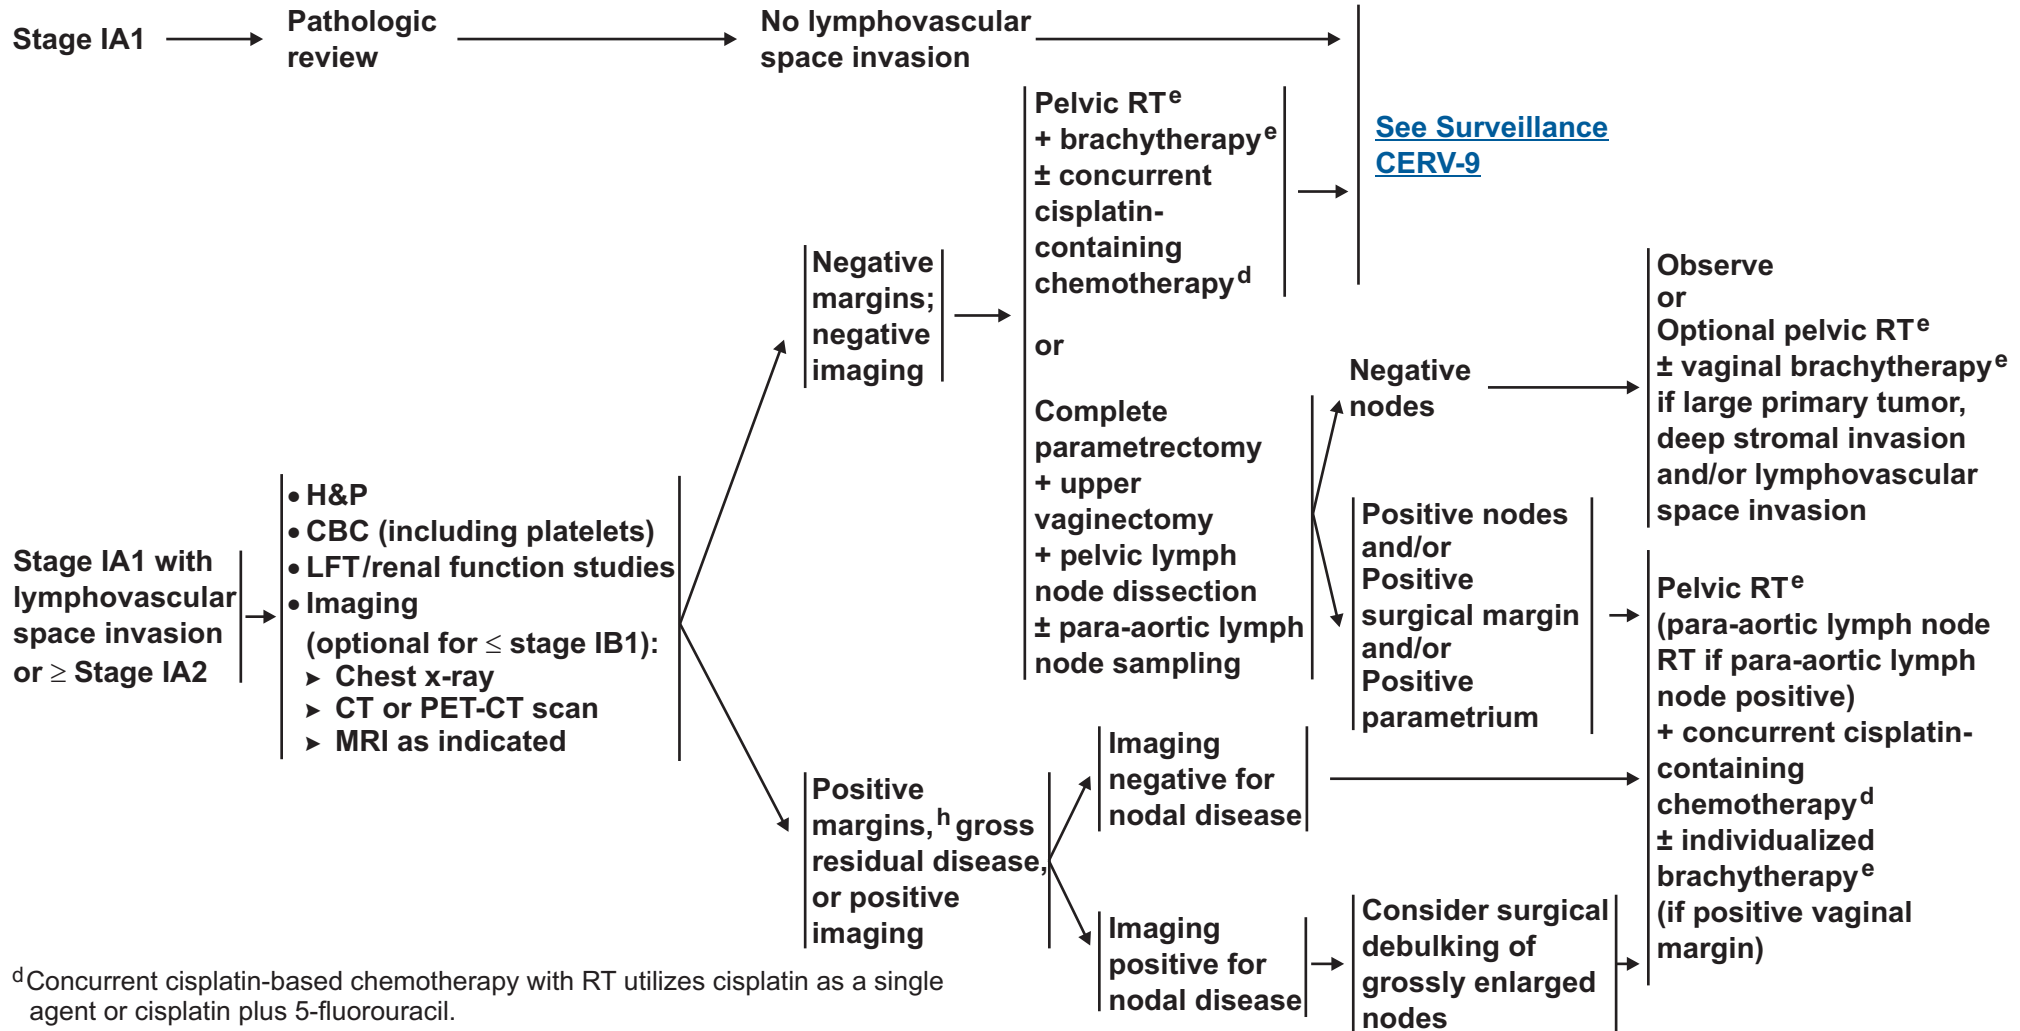 Stage IA1
Pathologic
review
No lymphovascular
space invasion
See Surveillance
CERV-9
Stage IA1 with
lymphovascular
space invasion
or ≥ Stage IA2
• H&P
• CBC (including platelets)
• LFT/renal function studies
• Imaging
(optional for ≤ stage IB1):
➤ Chest x-ray
➤ CT or PET-CT scan
➤ MRI as indicated
Negative
margins;
negative
imaging
Pelvic RTe
+ brachytherapye
± concurrent
cisplatin-
containing
chemotherapyd
or
Complete
parametrectomy
+ upper
vaginectomy
+ pelvic lymph
node dissection
± para-aortic lymph
node sampling
Negative
nodes
Observe
or
Optional pelvic RTe
± vaginal brachytherapye
if large primary tumor,
deep stromal invasion
and/or lymphovascular
space invasion
Positive nodes
and/or
Positive
surgical margin
and/or
Positive
parametrium
Pelvic RTe
(para-aortic lymph node
RT if para-aortic lymph
node positive)
+ concurrent cisplatin-
containing
chemotherapyd
± individualized
brachytherapye
(if positive vaginal
margin)
Positive
margins,h gross
residual disease,
or positive
imaging
Imaging
negative for
nodal disease
Imaging
positive for
nodal disease
Consider surgical
debulking of
grossly enlarged
nodes
dConcurrent cisplatin-based chemotherapy with RT utilizes cisplatin as a single
agent or cisplatin plus 5-fluorouracil.